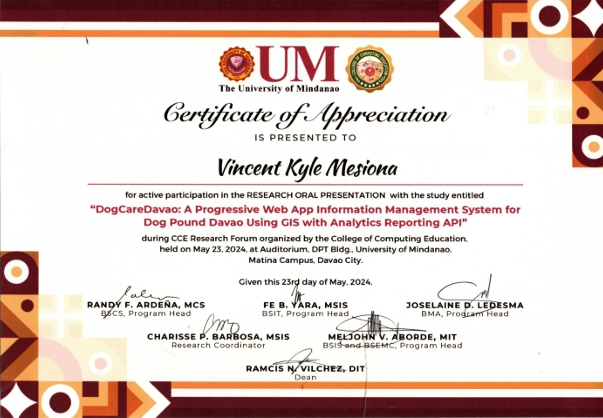 UM
The University of Mindanao
Certificate of Appreciation
IS PRESENTED TO
Vincent Kyle Mesiona
for active participation in the RESEARCH ORAL PRESENTATION with the study entitled
"DogCareDavao: A Progressive Web App Information Management System for
Dog Pound Davao Using GIS with Analytics Reporting API"
during CCE Research Forum organized by the College of Computing Education,
held on May 23, 2024, at Auditorium, DPT Bldg., University of Mindanao,
Matina Campus, Davao City.
Given this 23rd day of May, 2024.
RANDY F. ARDEÑA, MCS
BSCS, Program Head
FE B. YARA, MSIS
BSIT, Program Head
JOSELAINE D. LEDESMA
BMA, Program Head
CHARISSE P. BARBOSA, MSIS
Research Coordinator
MELJOHN V. ABORDE, MIT
BSIS and BSEMC, Program Head
RAMCIS N. VILCHEZ, DIT
Dean